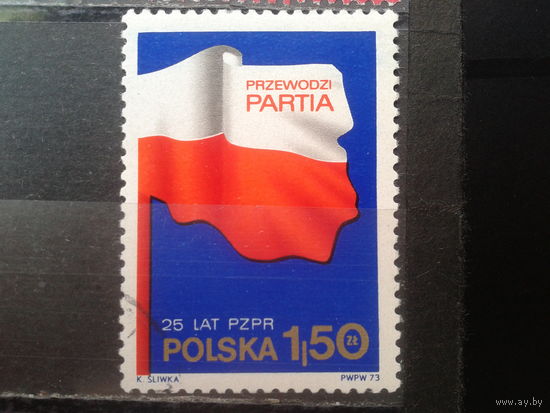 PRZEWODZI
PARTIA
25 LAT PZPR
POLSKA 1,50 ZŁ
K. ŚLIWKA
PWPW 73
www.ay.by